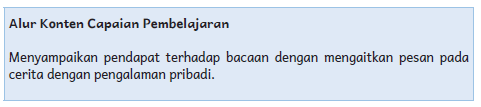 Alur Konten Capaian Pembelajaran
Menyampaikan pendapat terhadap bacaan dengan mengaitkan pesan pada
cerita dengan pengalaman pribadi.